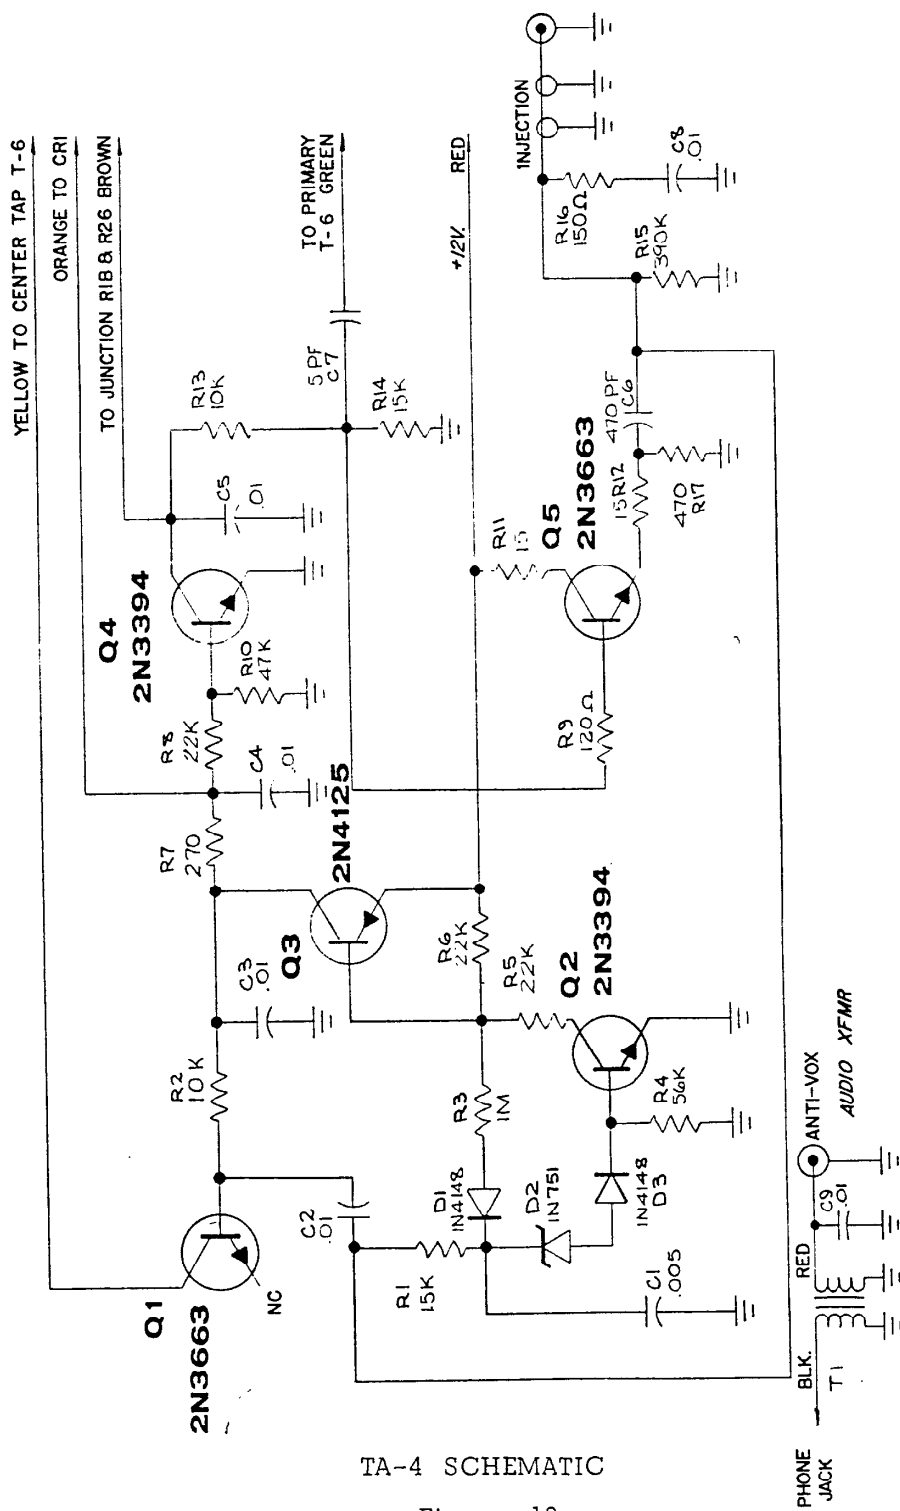 YELLOW TO CENTER TAP T-6
ORANGE TO CR1
TO JUNCTION R18 & R26 BROWN
TO PRIMARY
T-6 GREEN
+12V. RED
INJECTION
Q1
2N3663
NC
R2
10K
C2
.01
C3
.01
R7
270
R8
22K
C4
.01
R10
47K
Q4
2N3394
C5
.01
R13
10K
5PF
C7
R14
15K
Q3
2N4125
R6
22K
R5
22K
Q2
2N3394
R3
1M
D1
1N4148
D2
1N751
1N4148
D3
R4
56K
R1
15K
C1
.005
R9
120Ω
R11
15
Q5
2N3663
15R12
470
R17
470PF
C6
R15
390K
R16
150Ω
C8
.01
PHONE
JACK
BLK.
T1
RED
C9
.01
ANTI-VOX
AUDIO XFMR
TA-4 SCHEMATIC